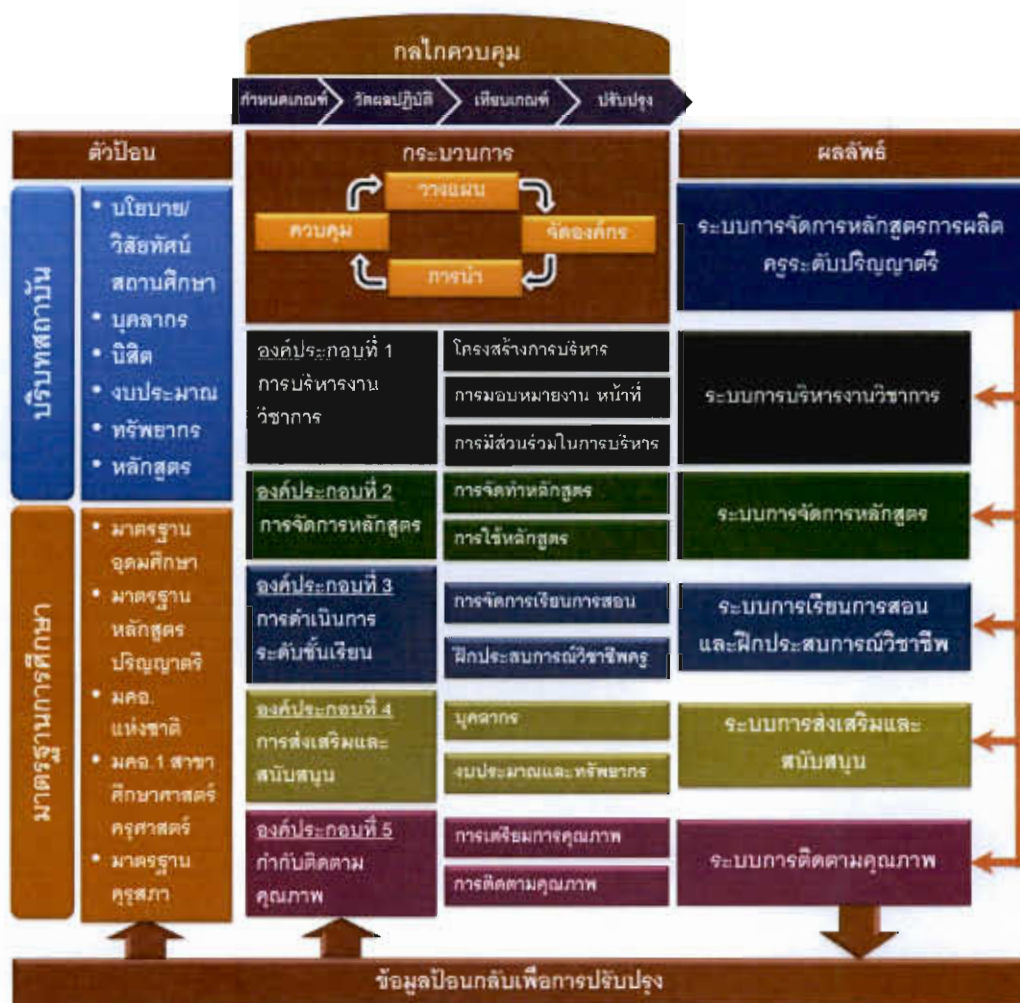 กลไกควบคุม
กำหนดเกณฑ์
วัดผลปฏิบัติ
เทียบเกณฑ์
ปรับปรุง
ตัวป้อน
กระบวนการ
ผลลัพธ์
บริบทสถาบัน
• นโยบาย/
วิสัยทัศน์
สถานศึกษา
• บุคลากร
• นิสิต
• งบประมาณ
• ทรัพยากร
• หลักสูตร
วางแผน
ควบคุม
จัดองค์กร
การนำ
ระบบการจัดการหลักสูตรการผลิต
ครูระดับปริญญาตรี
องค์ประกอบที่ 1
การบริหารงาน
วิชาการ
โครงสร้างการบริหาร
การมอบหมายงาน หน้าที่
การมีส่วนร่วมในการบริหาร
ระบบการบริหารงานวิชาการ
องค์ประกอบที่ 2
การจัดการหลักสูตร
การจัดทำหลักสูตร
การใช้หลักสูตร
ระบบการจัดการหลักสูตร
มาตรฐานการศึกษา
• มาตรฐาน
อุดมศึกษา
• มาตรฐาน
หลักสูตร
ปริญญาตรี
• มคอ.
แห่งชาติ
• มคอ.1 สาขา
ศึกษาศาสตร์
ครุศาสตร์
• มาตรฐาน
คุรุสภา
องค์ประกอบที่ 3
การดำเนินการ
ระดับชั้นเรียน
การจัดการเรียนการสอน
ฝึกประสบการณ์วิชาชีพครู
ระบบการเรียนการสอน
และฝึกประสบการณ์วิชาชีพ
องค์ประกอบที่ 4
การส่งเสริมและ
สนับสนุน
บุคลากร
งบประมาณและทรัพยากร
ระบบการส่งเสริมและ
สนับสนุน
องค์ประกอบที่ 5
กำกับติดตาม
คุณภาพ
การเตรียมการคุณภาพ
การติดตามคุณภาพ
ระบบการติดตามคุณภาพ
ข้อมูลป้อนกลับเพื่อการปรับปรุง